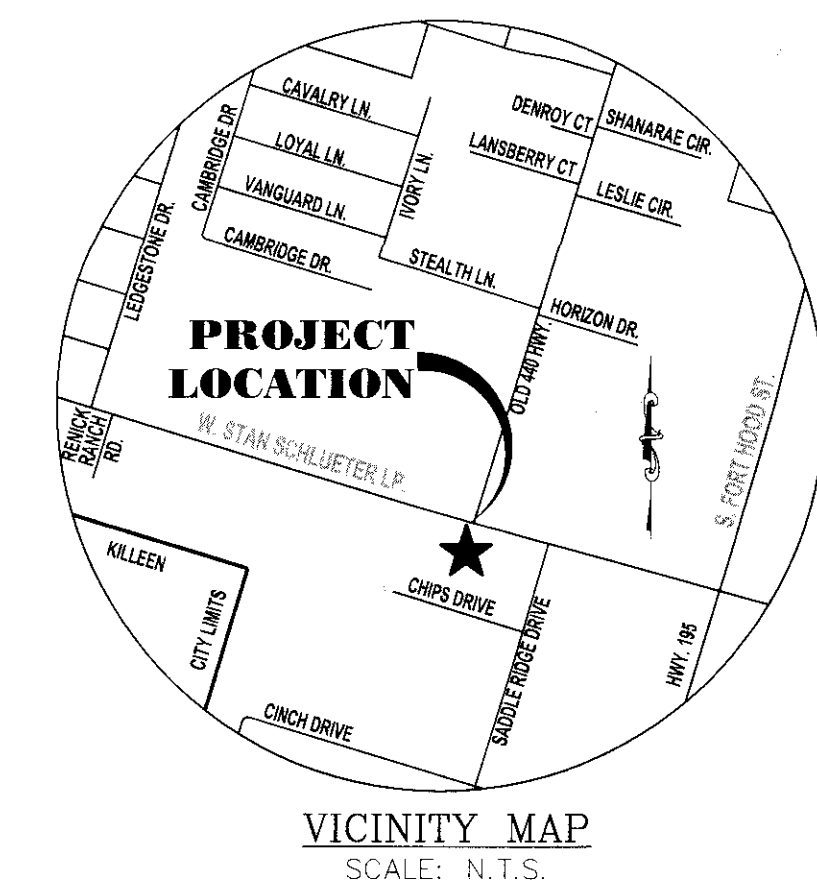 CAVALRY LN.
LOYAL LN.
VANGUARD LN.
CAMBRIDGE DR.
CAMBRIDGE DR
LEDGESTONE DR.
IVORY LN.
STEALTH LN.
DENROY CT
SHANARAE CIR.
LANSBERRY CT
LESLIE CIR.
HORIZON DR.
OLD 440 HWY.
S. FORT HOOD ST.
PROJECT
LOCATION
W. STAN SCHLUETER LP.
RENICK
RANCH
RD.
KILLEEN
CITY LIMITS
CHIPS DRIVE
SADDLE RIDGE DRIVE
HWY. 195
CINCH DRIVE
VICINITY MAP
SCALE: N.T.S.